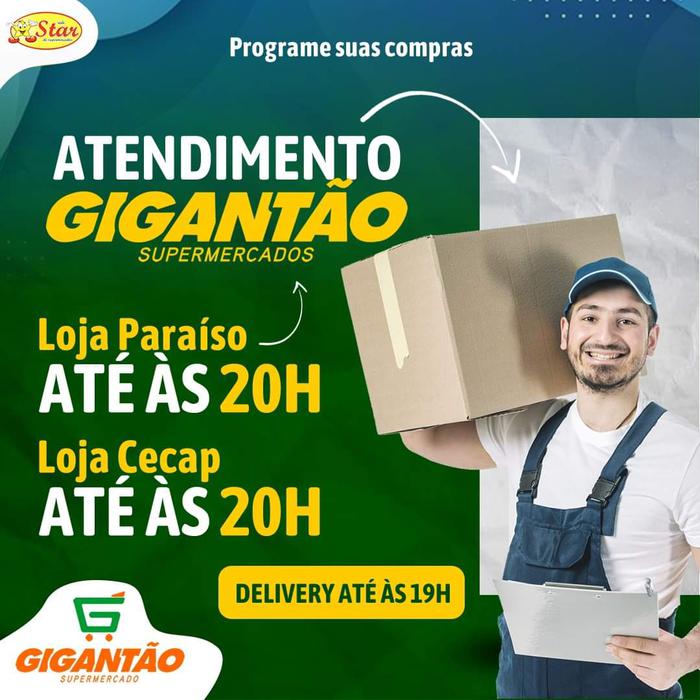 Star
Programe suas compras
ATENDIMENTO
GIGANTÃO
SUPERMERCADOS
Loja Paraíso
ATÉ ÀS 20H
Loja Cecap
ATÉ ÀS 20H
DELIVERY ATÉ ÀS 19H
GIGANTÃO
SUPERMERCADO